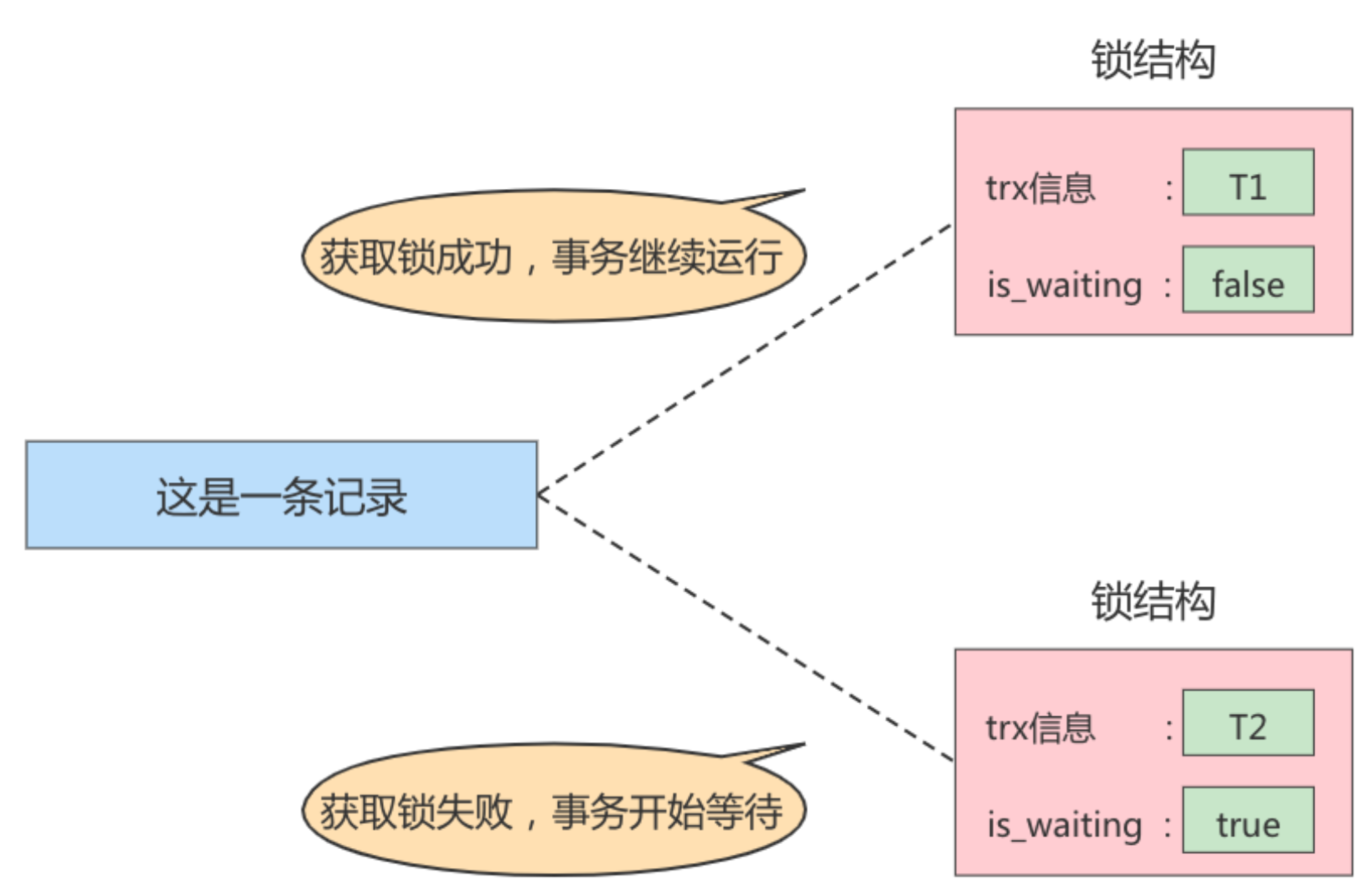 锁结构
trx信息 : T1
获取锁成功，事务继续运行
is_waiting : false
这是一条记录
锁结构
trx信息 : T2
获取锁失败，事务开始等待
is_waiting : true